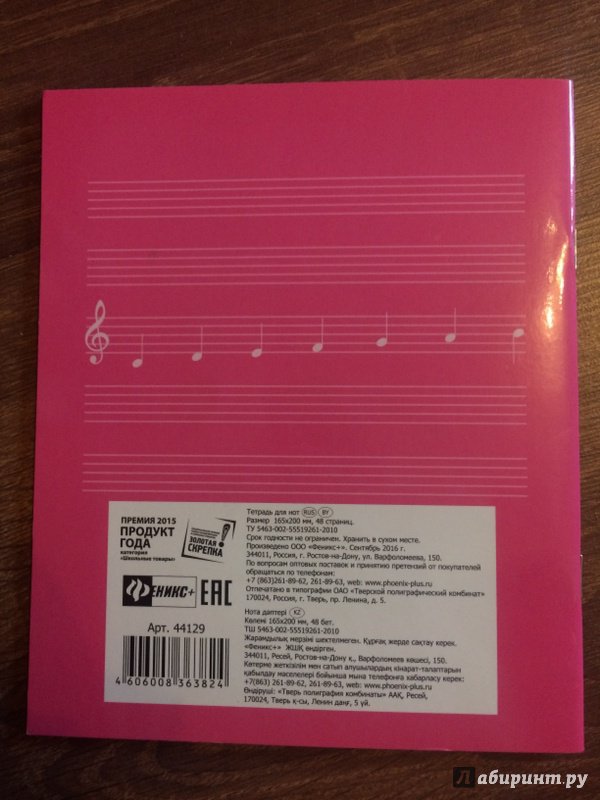 ПРЕМИЯ 2015
ПРОДУКТ
ГОДА
категория
«Школьные товары»
ЗОЛОТАЯ
СКРЕПКА
ФЕНИКС+
EAC
Арт. 44129
4 606008 363824
Тетрадь для нот RUS BY
Размер 165х200 мм, 48 страниц.
ТУ 5463-002-55519261-2010
Срок годности не ограничен. Хранить в сухом месте.
Произведено ООО «Феникс+». Сентябрь 2016 г.
344011, Россия, г. Ростов-на-Дону, ул. Варфоломеева, 150.
По вопросам оптовых поставок и принятию претензий от покупателей
обращаться по телефонам:
+7 (863)261-89-62, 261-89-63, web: www.phoenix-plus.ru
Отпечатано в типографии ОАО «Тверской полиграфический комбинат»
170024, Россия, г. Тверь, пр. Ленина, д. 5.
Нота дәптері KZ
Көлемі 165х200 мм, 48 бет.
ТШ 5463-002-55519261-2010
Жарамдылық мерзімі шектелмеген. Құрғақ жерде сақтау керек.
«Феникс+» ЖШҚ өндірген.
344011, Ресей, Ростов-на-Дону қ., Варфоломеев көшесі, 150.
Көтерме жеткізілім мен сатып алушылардың кінарат-талаптарын
қабылдау мәселелері бойынша мына телефонға хабарласу керек:
+7(863) 261-89-62, 261-89-63, web: www.phoenix-plus.ru
Өндіруші: «Тверь полиграфия комбинаты» ААҚ, Ресей,
170024, Тверь қ-сы, Ленин даңғ, 5 үй.
Лабиринт.ру